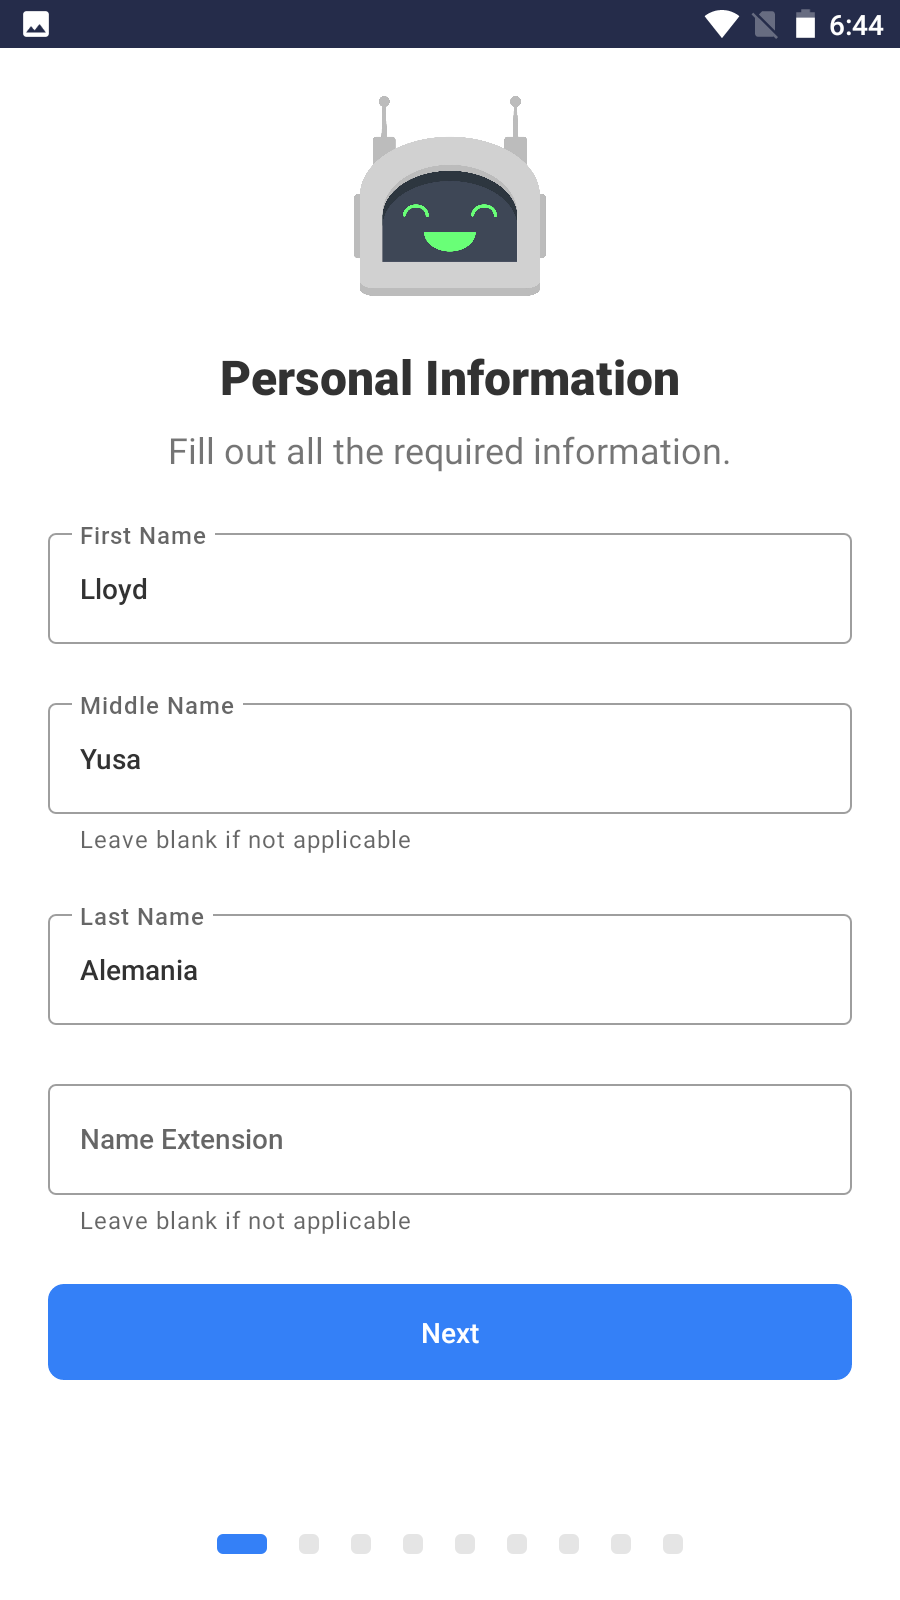 6:44
Personal Information
Fill out all the required information.
First Name
Lloyd
Middle Name
Yusa
Leave blank if not applicable
Last Name
Alemania
Name Extension
Leave blank if not applicable
Next